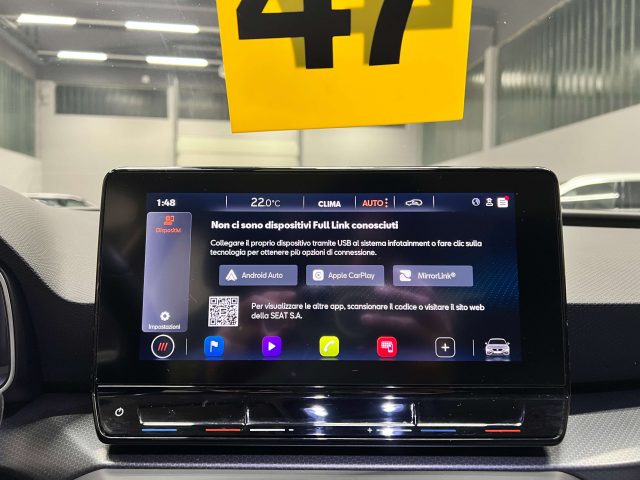 47
1:48
22.0°C
CLIMA
AUTO
Dispositivi
Non ci sono dispositivi Full Link conosciuti
Collegare il proprio dispositivo tramite USB al sistema infotainment o fare clic sulla
tecnologia per ottenere più opzioni di connessione.
Android Auto
Apple CarPlay
MirrorLink®
Per visualizzare le altre app, scansionare il codice o visitare il sito web
della SEAT S.A.
Impostazioni